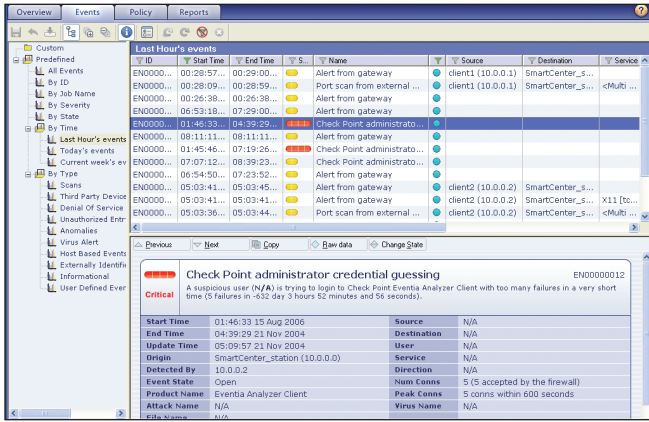 Overview Events Policy Reports
Custom
Predefined
All Events
By ID
By Job Name
By Severity
By State
By Time
Last Hour's events
Today's events
Current week's ev
By Type
Scans
Third Party Device
Denial Of Service
Unauthorized Entr
Anomalies
Virus Alert
Host Based Events
Externally Identifi
Informational
User Defined Ever
Last Hour's events
ID Start Time End Time S... Name Source Destination Service
EN0000... 00:28:57... 00:29:00... Alert from gateway client1 (10.0.0.1) SmartCenter_s...
EN0000... 00:28:09... 00:28:59... Port scan from external ... client1 (10.0.0.1) SmartCenter_s... <Multi ...
EN0000... 00:26:38... 00:26:38... Alert from gateway
EN0000... 06:53:18... 07:29:00... Alert from gateway
EN0000... 01:46:33... 04:39:29... Check Point administrato...
EN0000... 08:11:11... 08:11:11... Alert from gateway
EN0000... 01:45:46... 07:19:26... Check Point administrato...
EN0000... 07:07:12... 08:39:23... Check Point administrato...
EN0000... 06:54:50... 07:23:52... Alert from gateway
EN0000... 05:03:41... 05:03:45... Alert from gateway client2 (10.0.0.2) SmartCenter_s...
EN0000... 05:03:41... 05:03:41... Alert from gateway client2 (10.0.0.2) SmartCenter_s... X11 [tc...
EN0000... 05:03:36... 05:03:44... Port scan from external ... client2 (10.0.0.2) SmartCenter_s... <Multi ...
Previous Next Copy Raw data Change State
Critical
Check Point administrator credential guessing EN00000012
A suspicious user (N/A) is trying to login to Check Point Eventia Analyzer Client with too many failures in a very short
time (5 failures in -632 day 3 hours 52 minutes and 56 seconds).
Start Time 01:46:33 15 Aug 2006 Source N/A
End Time 04:39:29 21 Nov 2004 Destination N/A
Update Time 05:09:57 21 Nov 2004 User N/A
Origin SmartCenter_station (10.0.0.0) Service N/A
Detected By 10.0.0.2 Direction N/A
Event State Open Num Conns 5 (5 accepted by the firewall)
Product Name Eventia Analyzer Client Peak Conns 5 conns within 600 seconds
Attack Name N/A Virus Name N/A
File Name N/A